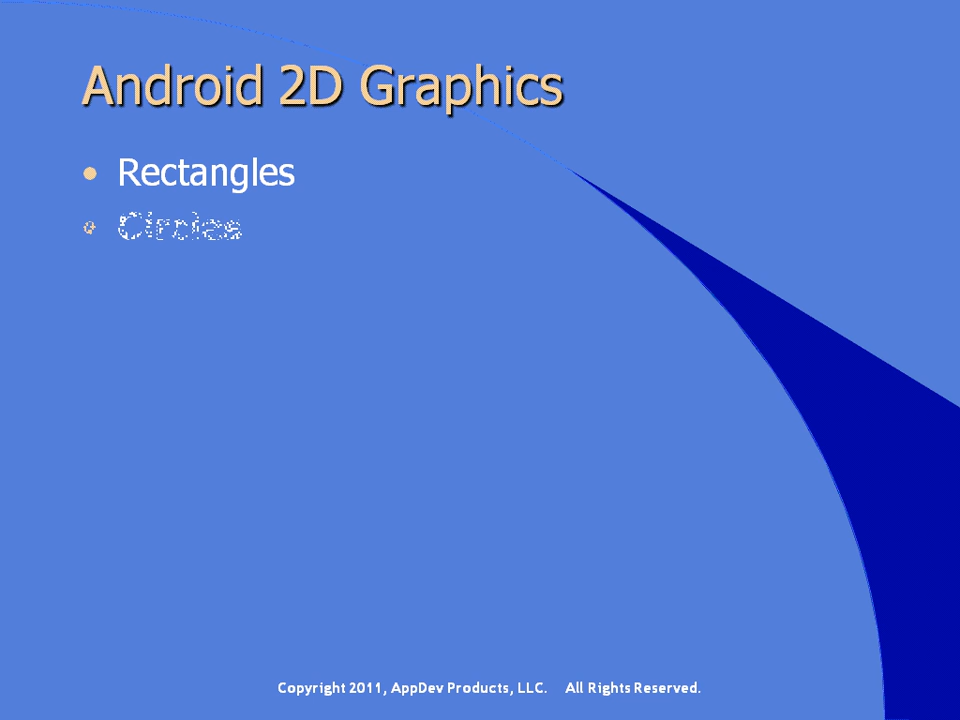 Android 2D Graphics
• Rectangles
• Circles
Copyright 2011, AppDev Products, LLC. All Rights Reserved.